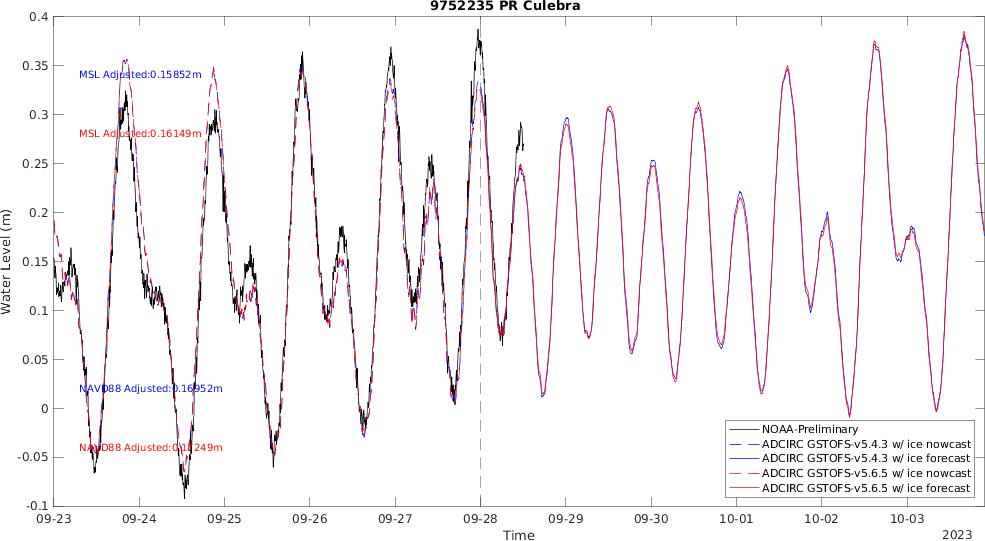 9752235 PR Culebra
0.4
0.35
0.3
0.25
0.2
0.15
0.1
0.05
0
-0.05
-0.1
Water Level (m)
MSL Adjusted:0.15852m
MSL Adjusted:0.16149m
NAVD88 Adjusted:0.16952m
NAVD88
NOAA-Preliminary
ADCIRC GSTOFS-v5.4.3 w/ ice nowcast
ADCIRC GSTOFS-v5.4.3 w/ ice forecast
ADCIRC GSTOFS-v5.6.5 w/ ice nowcast
ADCIRC GSTOFS-v5.6.5 w/ ice forecast
09-23 09-24 09-25 09-26 09-27 09-28 09-29 09-30 10-01 10-02 10-03
Time
2023